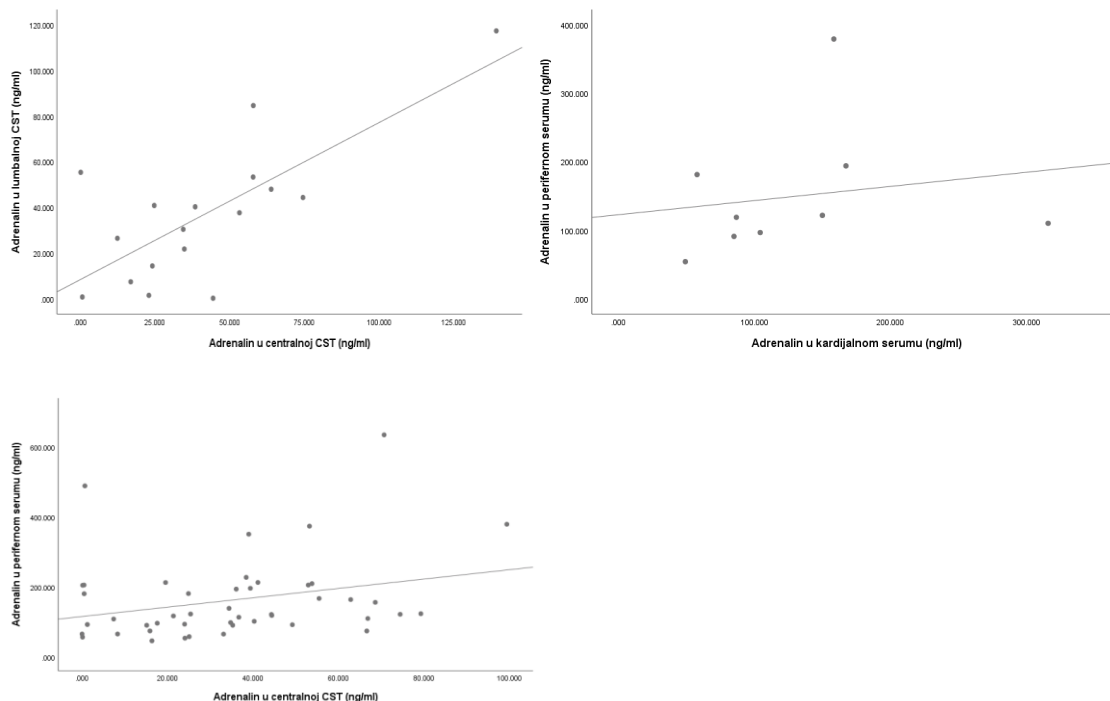 120.000
100.000
80.000
60.000
40.000
20.000
.000
Adrenalin u lumbalnoj CST (ng/ml)
.000 25.000 50.000 75.000 100.000 125.000
Adrenalin u centralnoj CST (ng/ml)
400.000
300.000
200.000
100.000
.000
Adrenalin u perifernom serumu (ng/ml)
.000 100.000 200.000 300.000
Adrenalin u kardijalnom serumu (ng/ml)
600.000
400.000
200.000
.000
Adrenalin u perifernom serumu (ng/ml)
.000 20.000 40.000 60.000 80.000 100.000
Adrenalin u centralnoj CST (ng/ml)